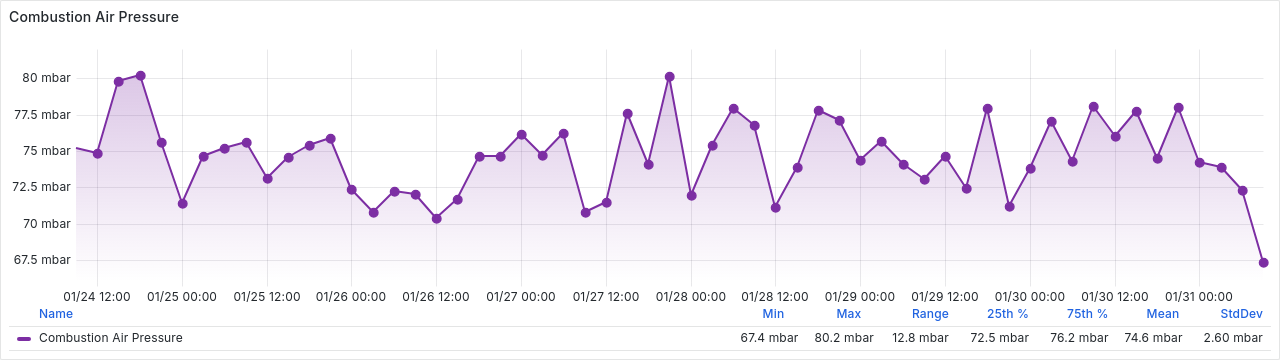 Combustion Air Pressure
80 mbar
77.5 mbar
75 mbar
72.5 mbar
70 mbar
67.5 mbar
01/24 12:00 01/25 00:00 01/25 12:00 01/26 00:00 01/26 12:00 01/27 00:00 01/27 12:00 01/28 00:00 01/28 12:00 01/29 00:00 01/29 12:00 01/30 00:00 01/30 12:00 01/31 00:00
Name Min Max Range 25th % 75th % Mean StdDev
Combustion Air Pressure 67.4 mbar 80.2 mbar 12.8 mbar 72.5 mbar 76.2 mbar 74.6 mbar 2.60 mbar